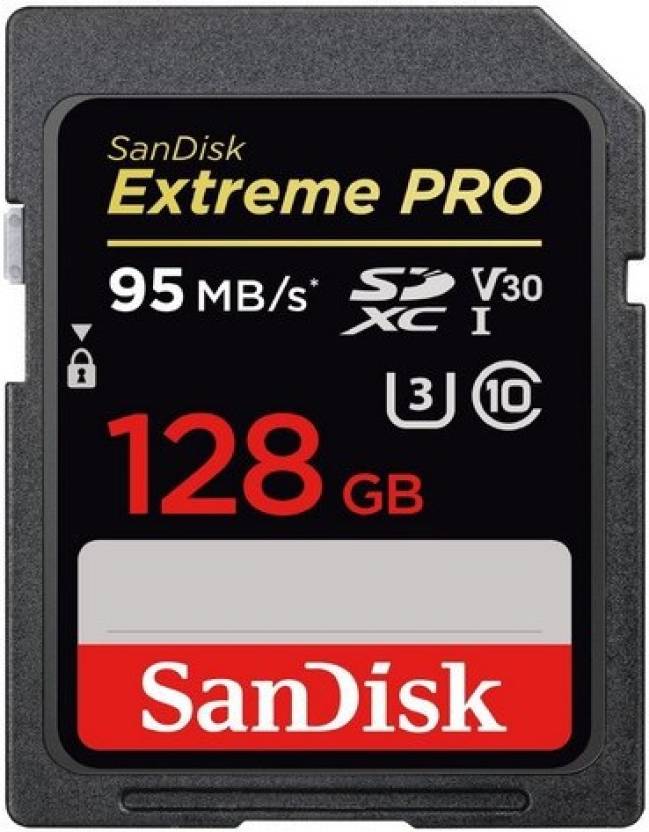 SanDisk
Extreme PRO
95 MB/s*
SD XC
V30
I
3
10
128 GB
SanDisk